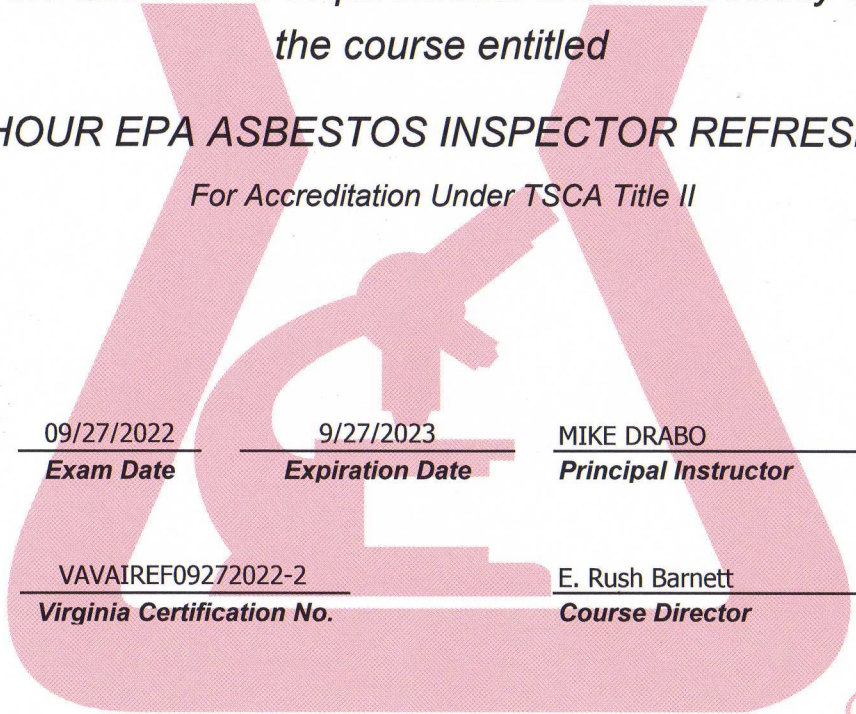 the course entitled
HOUR EPA ASBESTOS INSPECTOR REFRES
For Accreditation Under TSCA Title II
09/27/2022 9/27/2023 MIKE DRABO
Exam Date Expiration Date Principal Instructor
VAVAIREF09272022-2 E. Rush Barnett
Virginia Certification No. Course Director